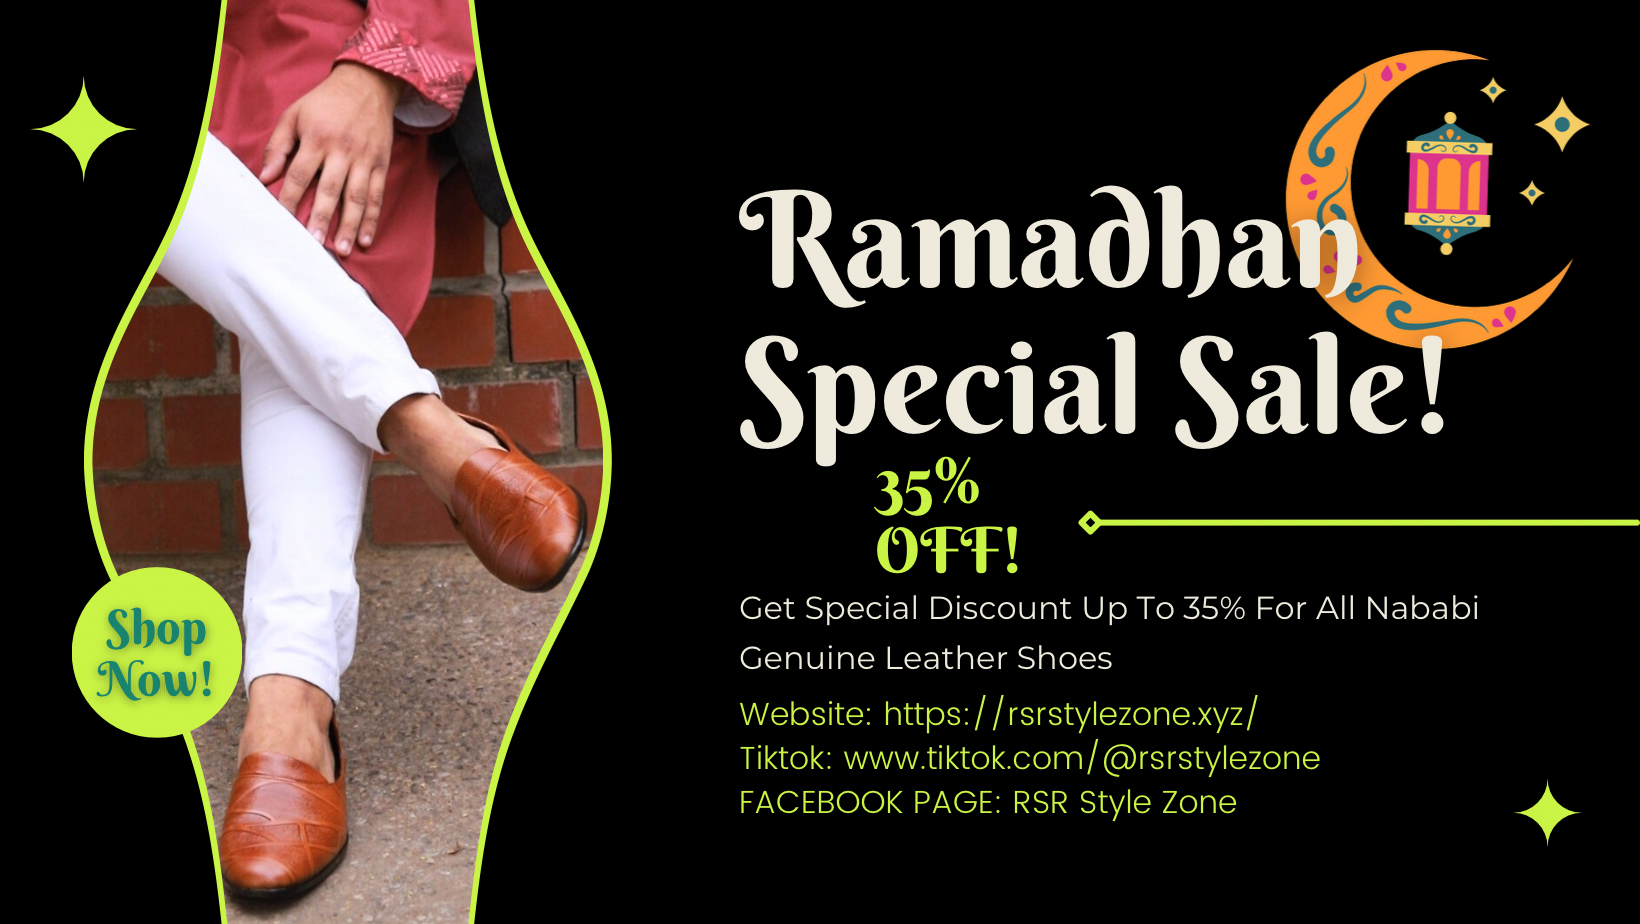 Ramadhan
Special Sale!
35%
OFF!
Get Special Discount Up To 35% For All Nababi
Genuine Leather Shoes
Website: https://rsrstylezone.xyz/
Tiktok: www.tiktok.com/@rsrstylezone
FACEBOOK PAGE: RSR Style Zone
Shop
Now!